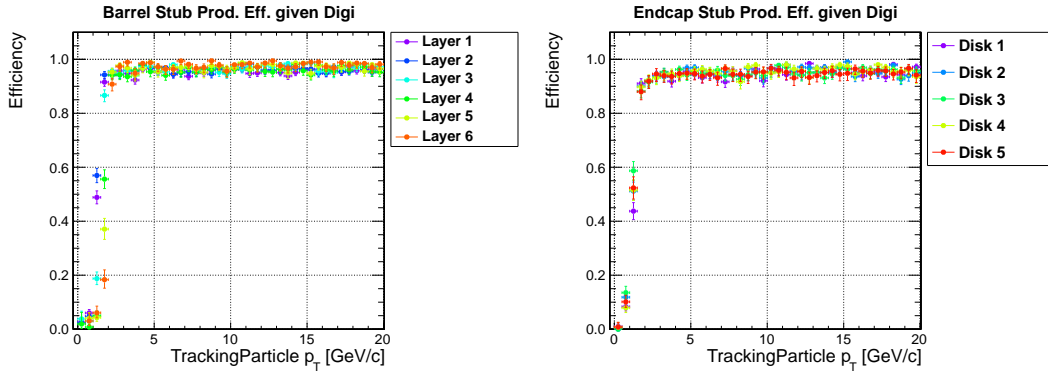 Barrel Stub Prod. Eff. given Digi
Efficiency
1.0
0.8
0.6
0.4
0.2
0.0
0
5
10
15
20
TrackingParticle p_T [GeV/c]
Layer 1
Layer 2
Layer 3
Layer 4
Layer 5
Layer 6
Endcap Stub Prod. Eff. given Digi
Efficiency
1.0
0.8
0.6
0.4
0.2
0.0
0
5
10
15
20
TrackingParticle p_T [GeV/c]
Disk 1
Disk 2
Disk 3
Disk 4
Disk 5